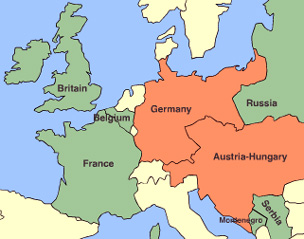 Britain
Belgium
Germany
Russia
France
Austria-Hungary
Serbia
Montenegro